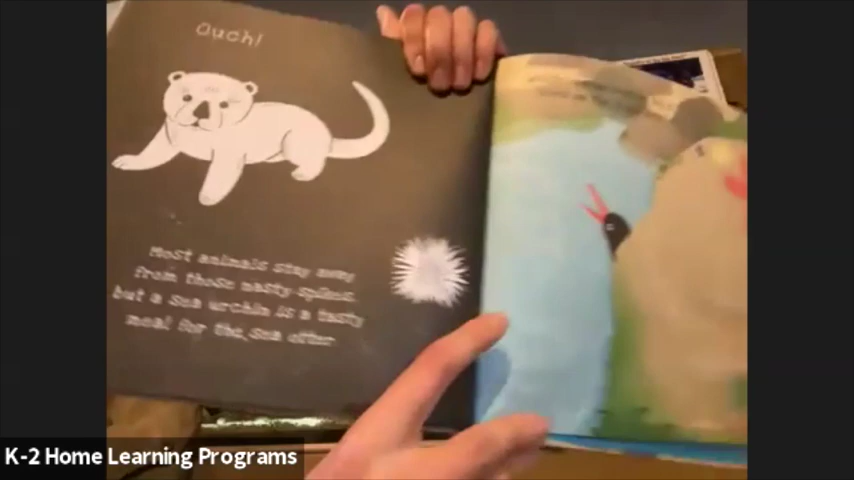 Ouch!
Most animals stay away
from those nasty spines.
but a sea urchin is a tasty
meal for the sea otter
K-2 Home Learning Programs